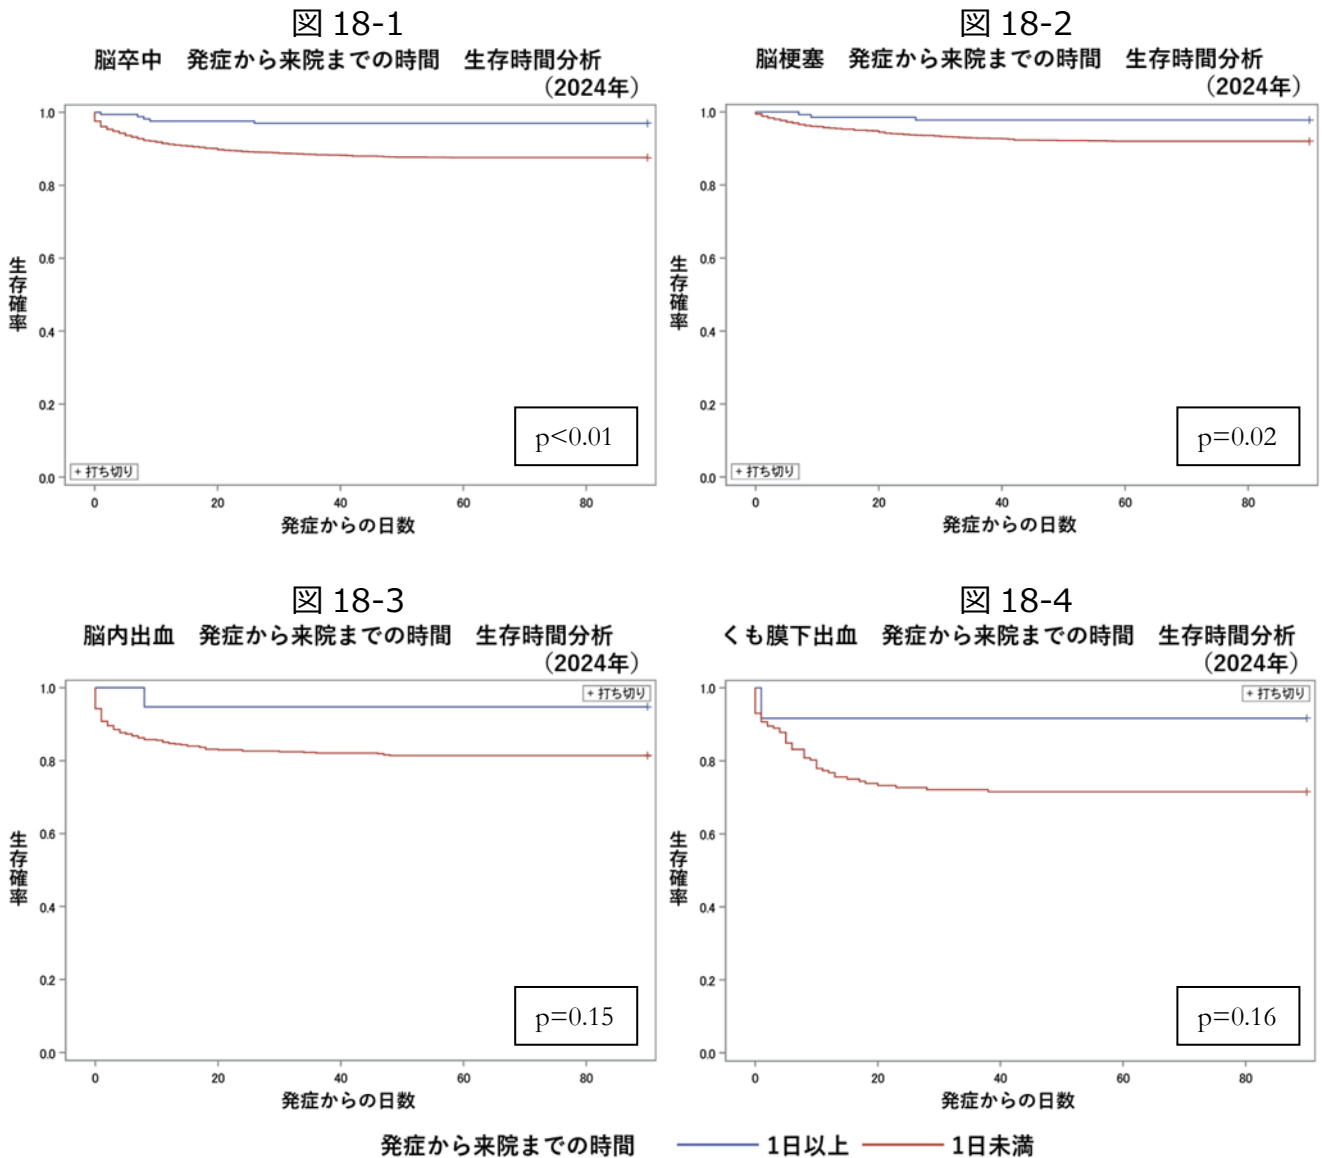 図 18-1
脳卒中　発症から来院までの時間　生存時間分析
（2024年）
1.0
0.8
0.6
0.4
0.2
0.0
生存確率
p<0.01
+ 打ち切り
0 20 40 60 80
発症からの日数
図 18-2
脳梗塞　発症から来院までの時間　生存時間分析
（2024年）
1.0
0.8
0.6
0.4
0.2
0.0
生存確率
p=0.02
+ 打ち切り
0 20 40 60 80
発症からの日数
図 18-3
脳内出血　発症から来院までの時間　生存時間分析
（2024年）
+ 打ち切り
1.0
0.8
0.6
0.4
0.2
0.0
生存確率
p=0.15
0 20 40 60 80
発症からの日数
図 18-4
くも膜下出血　発症から来院までの時間　生存時間分析
（2024年）
+ 打ち切り
1.0
0.8
0.6
0.4
0.2
0.0
生存確率
p=0.16
0 20 40 60 80
発症からの日数
発症から来院までの時間　1日以上　1日未満